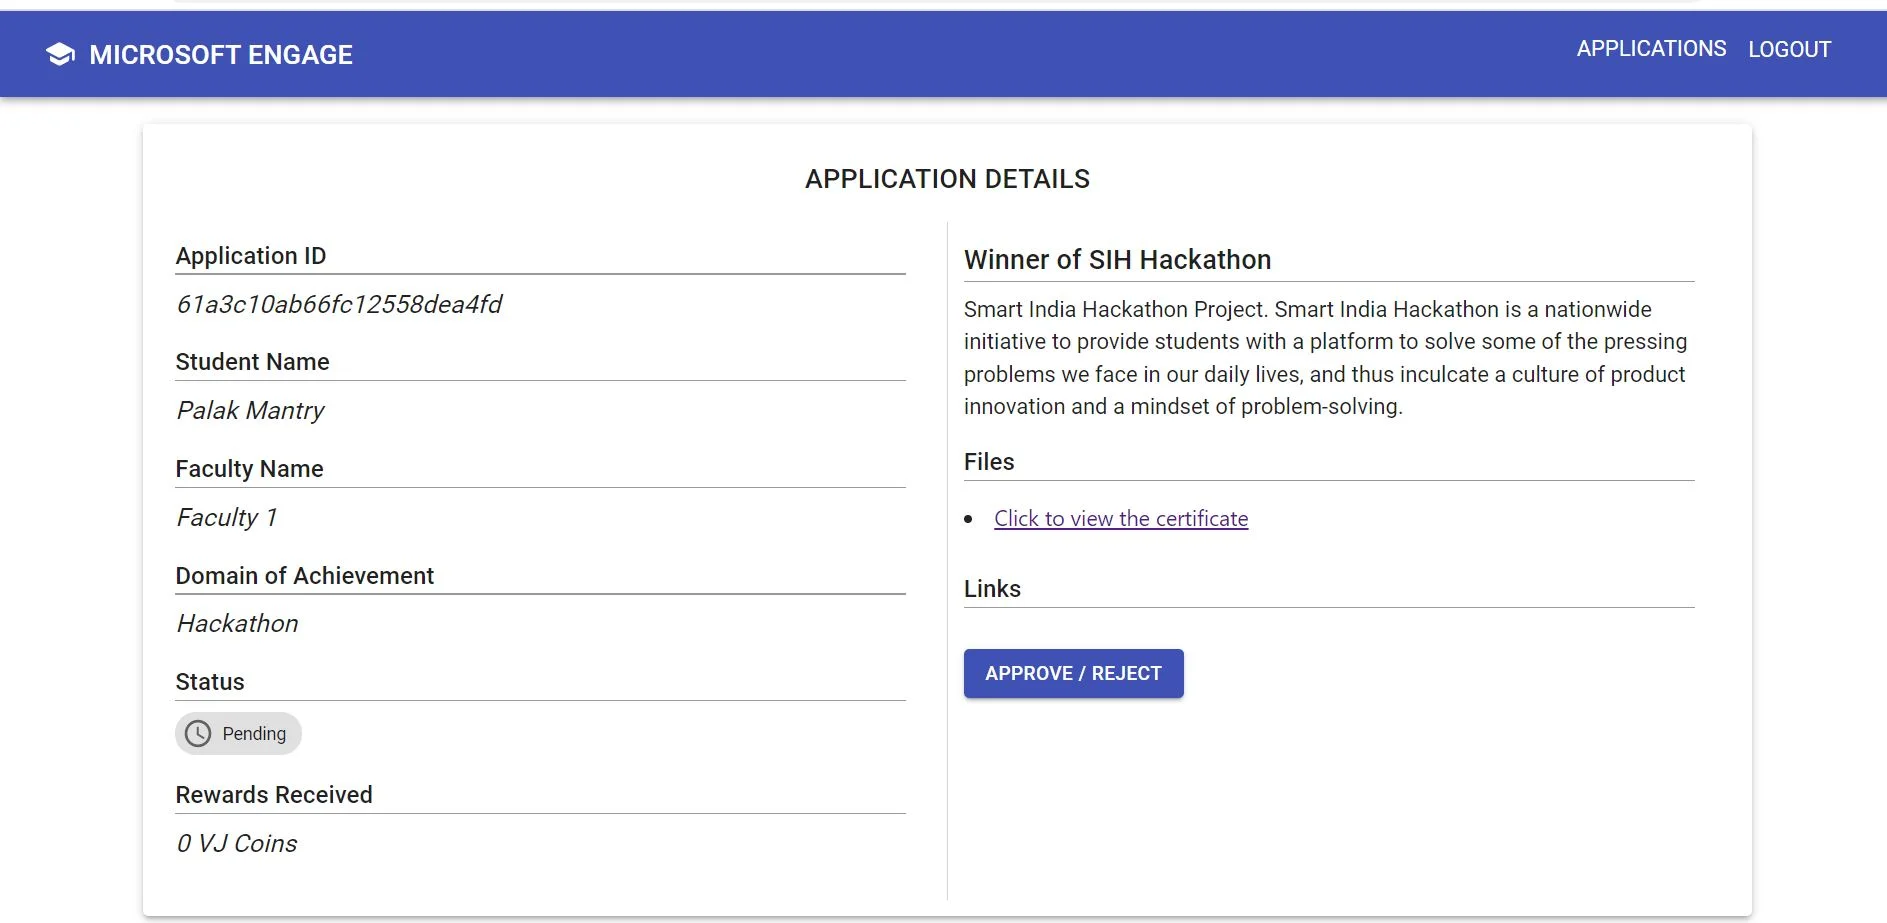 MICROSOFT ENGAGE
APPLICATIONS
LOGOUT
APPLICATION DETAILS
Application ID
61a3c10ab66fc12558dea4fd
Student Name
Palak Mantry
Faculty Name
Faculty 1
Domain of Achievement
Hackathon
Status
Pending
Rewards Received
0 VJ Coins
Winner of SIH Hackathon
Smart India Hackathon Project. Smart India Hackathon is a nationwide
initiative to provide students with a platform to solve some of the pressing
problems we face in our daily lives, and thus inculcate a culture of product
innovation and a mindset of problem-solving.
Files
Click to view the certificate
Links
APPROVE / REJECT